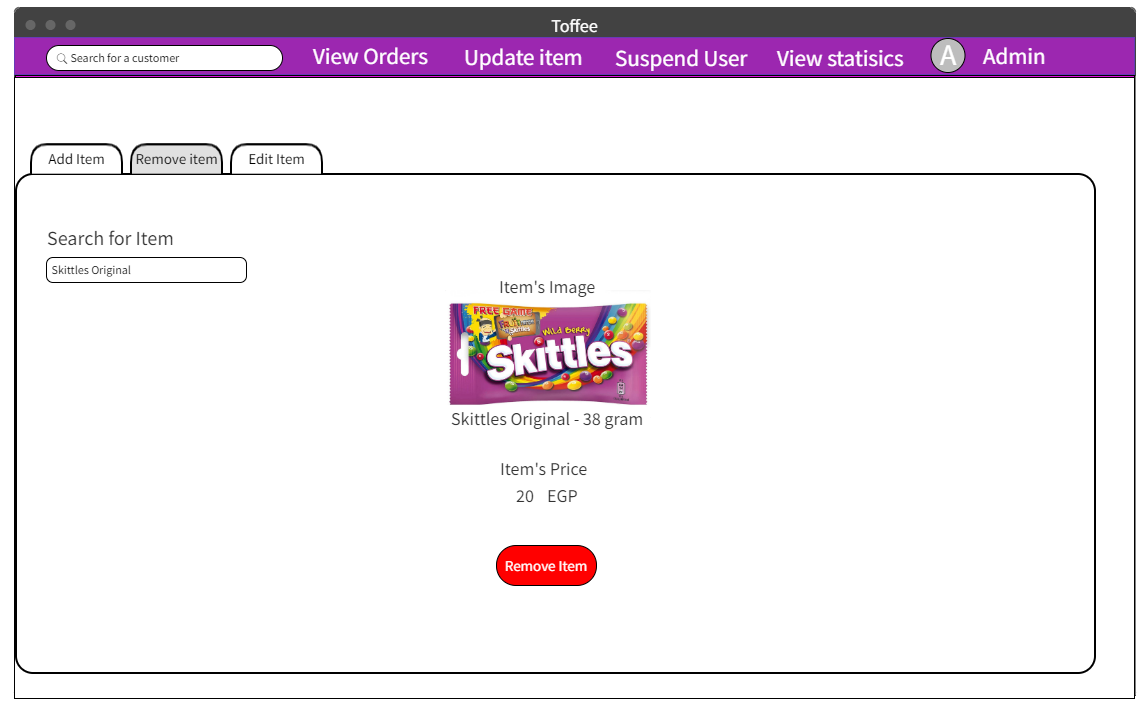 Toffee
Search for a customer
View Orders
Update item
Suspend User
View statisics
A
Admin
Add Item
Remove item
Edit Item
Search for Item
Skittles Original
Item's Image
FREE GAME
Wild Berry
Skittles
Skittles Original - 38 gram
Item's Price
20 EGP
Remove Item